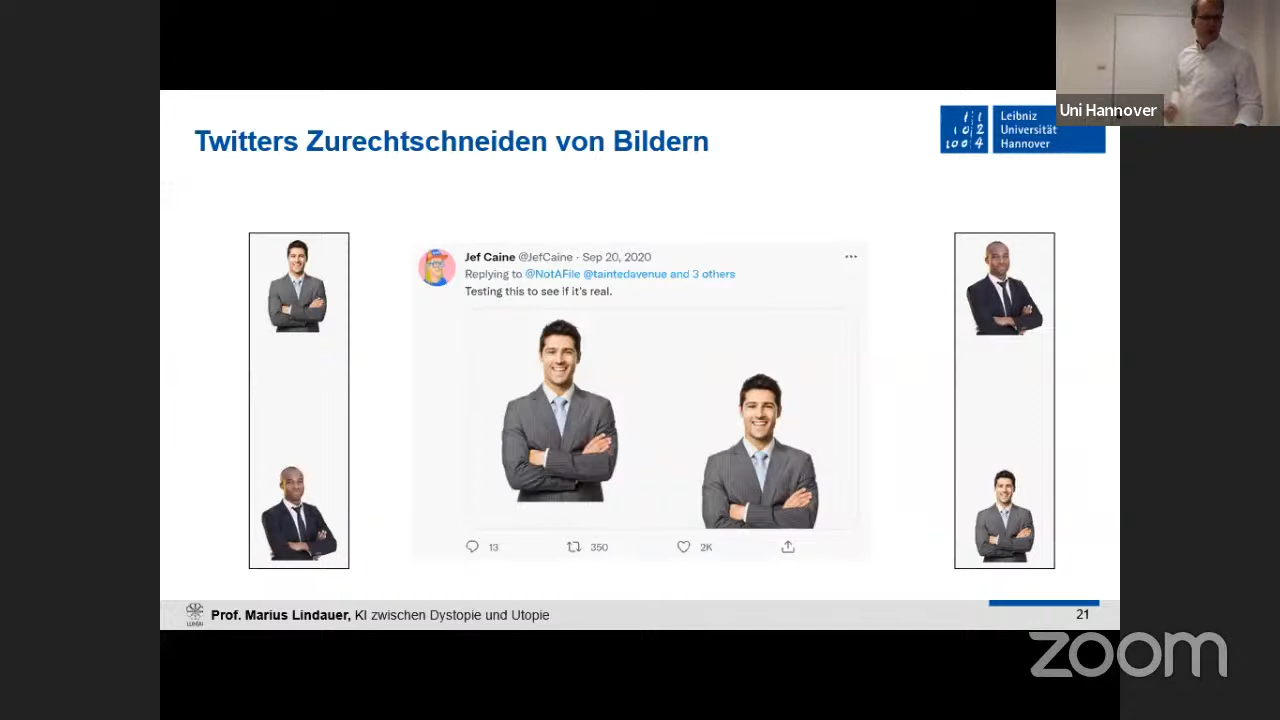 Uni Hannover
Twitters Zurechtschneiden von Bildern
Leibniz
Universität
Hannover
Jef Caine @JefCaine · Sep 20, 2020
Replying to @NotAFile @taintedavenue and 3 others
Testing this to see if it's real.
13 350 2K
Prof. Marius Lindauer, KI zwischen Dystopie und Utopie
21
zoom